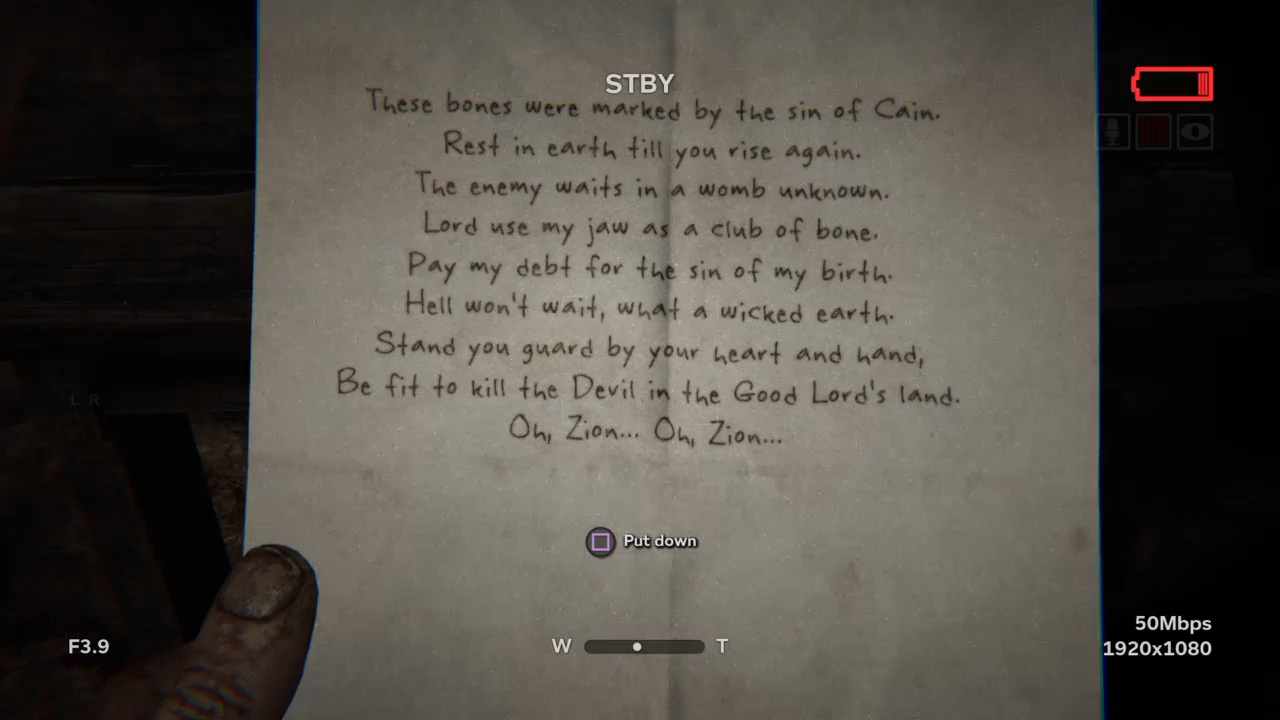 STBY
These bones were marked by the sin of Cain.
Rest in earth till you rise again.
The enemy waits in a womb unknown.
Lord use my jaw as a club of bone.
Pay my debt for the sin of my birth.
Hell won't wait, what a wicked earth.
Stand you guard by your heart and hand,
L R
Be fit to kill the Devil in the Good Lord's land.
Oh, Zion... Oh, Zion...
Put down
50Mbps
F3.9
W T
1920x1080